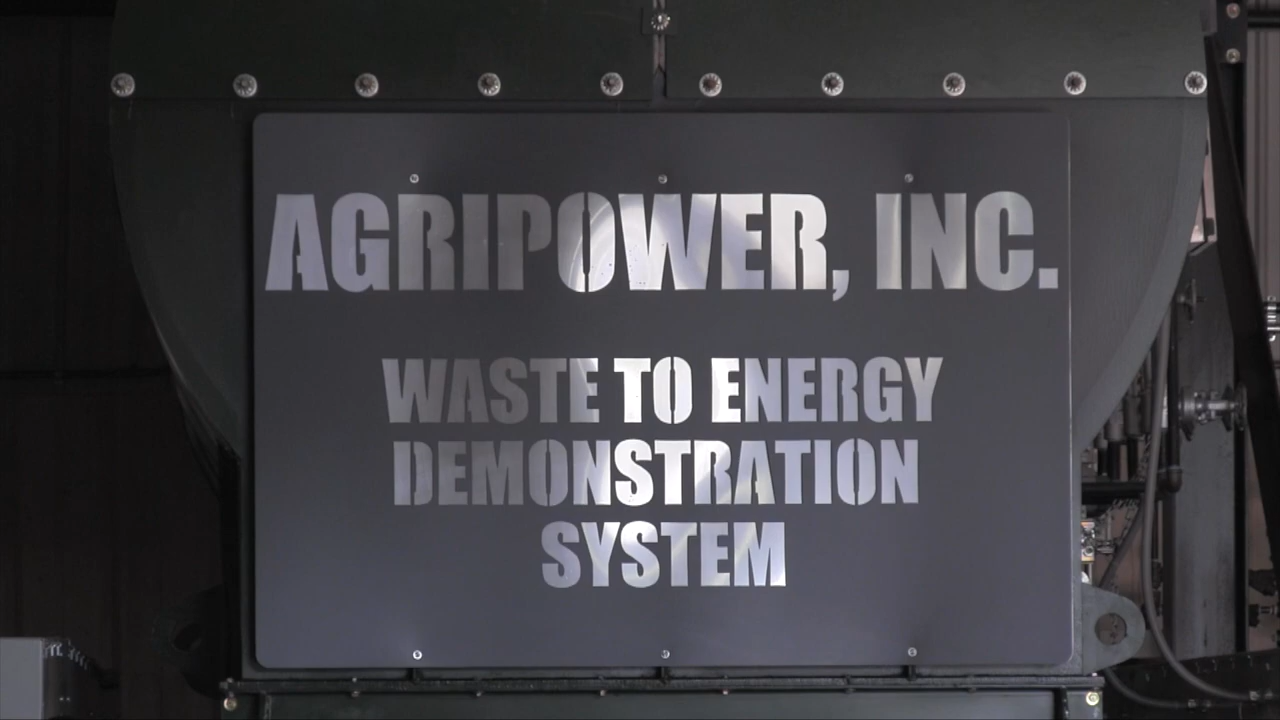 AGRIPOWER, INC.
WASTE TO ENERGY
DEMONSTRATION
SYSTEM